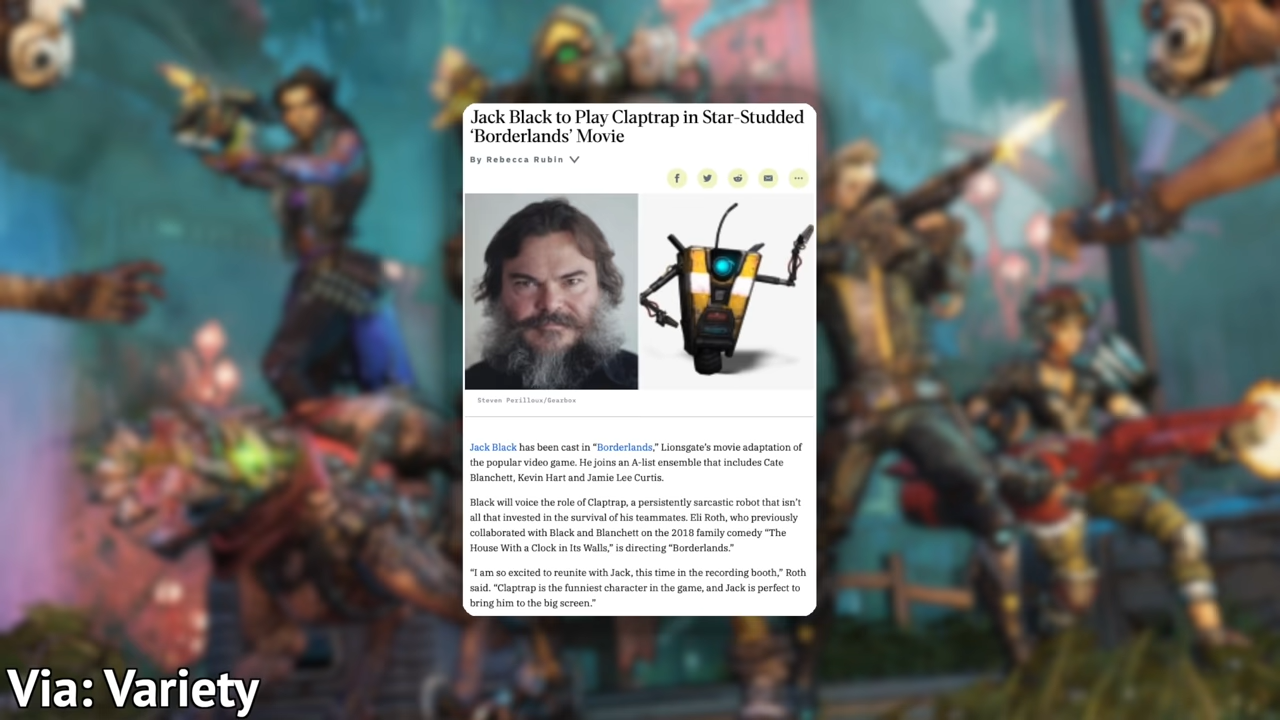 Jack Black to Play Claptrap in Star-Studded
‘Borderlands’ Movie
By Rebecca Rubin
Steven Perilloux/Gearbox
Jack Black has been cast in “Borderlands,” Lionsgate’s movie adaptation of
the popular video game. He joins an A-list ensemble that includes Cate
Blanchett, Kevin Hart and Jamie Lee Curtis.
Black will voice the role of Claptrap, a persistently sarcastic robot that isn’t
all that invested in the survival of his teammates. Eli Roth, who previously
collaborated with Black and Blanchett on the 2018 family comedy “The
House With a Clock in Its Walls,” is directing “Borderlands.”
“I am so excited to reunite with Jack, this time in the recording booth,” Roth
said. “Claptrap is the funniest character in the game, and Jack is perfect to
bring him to the big screen.”
Via: Variety